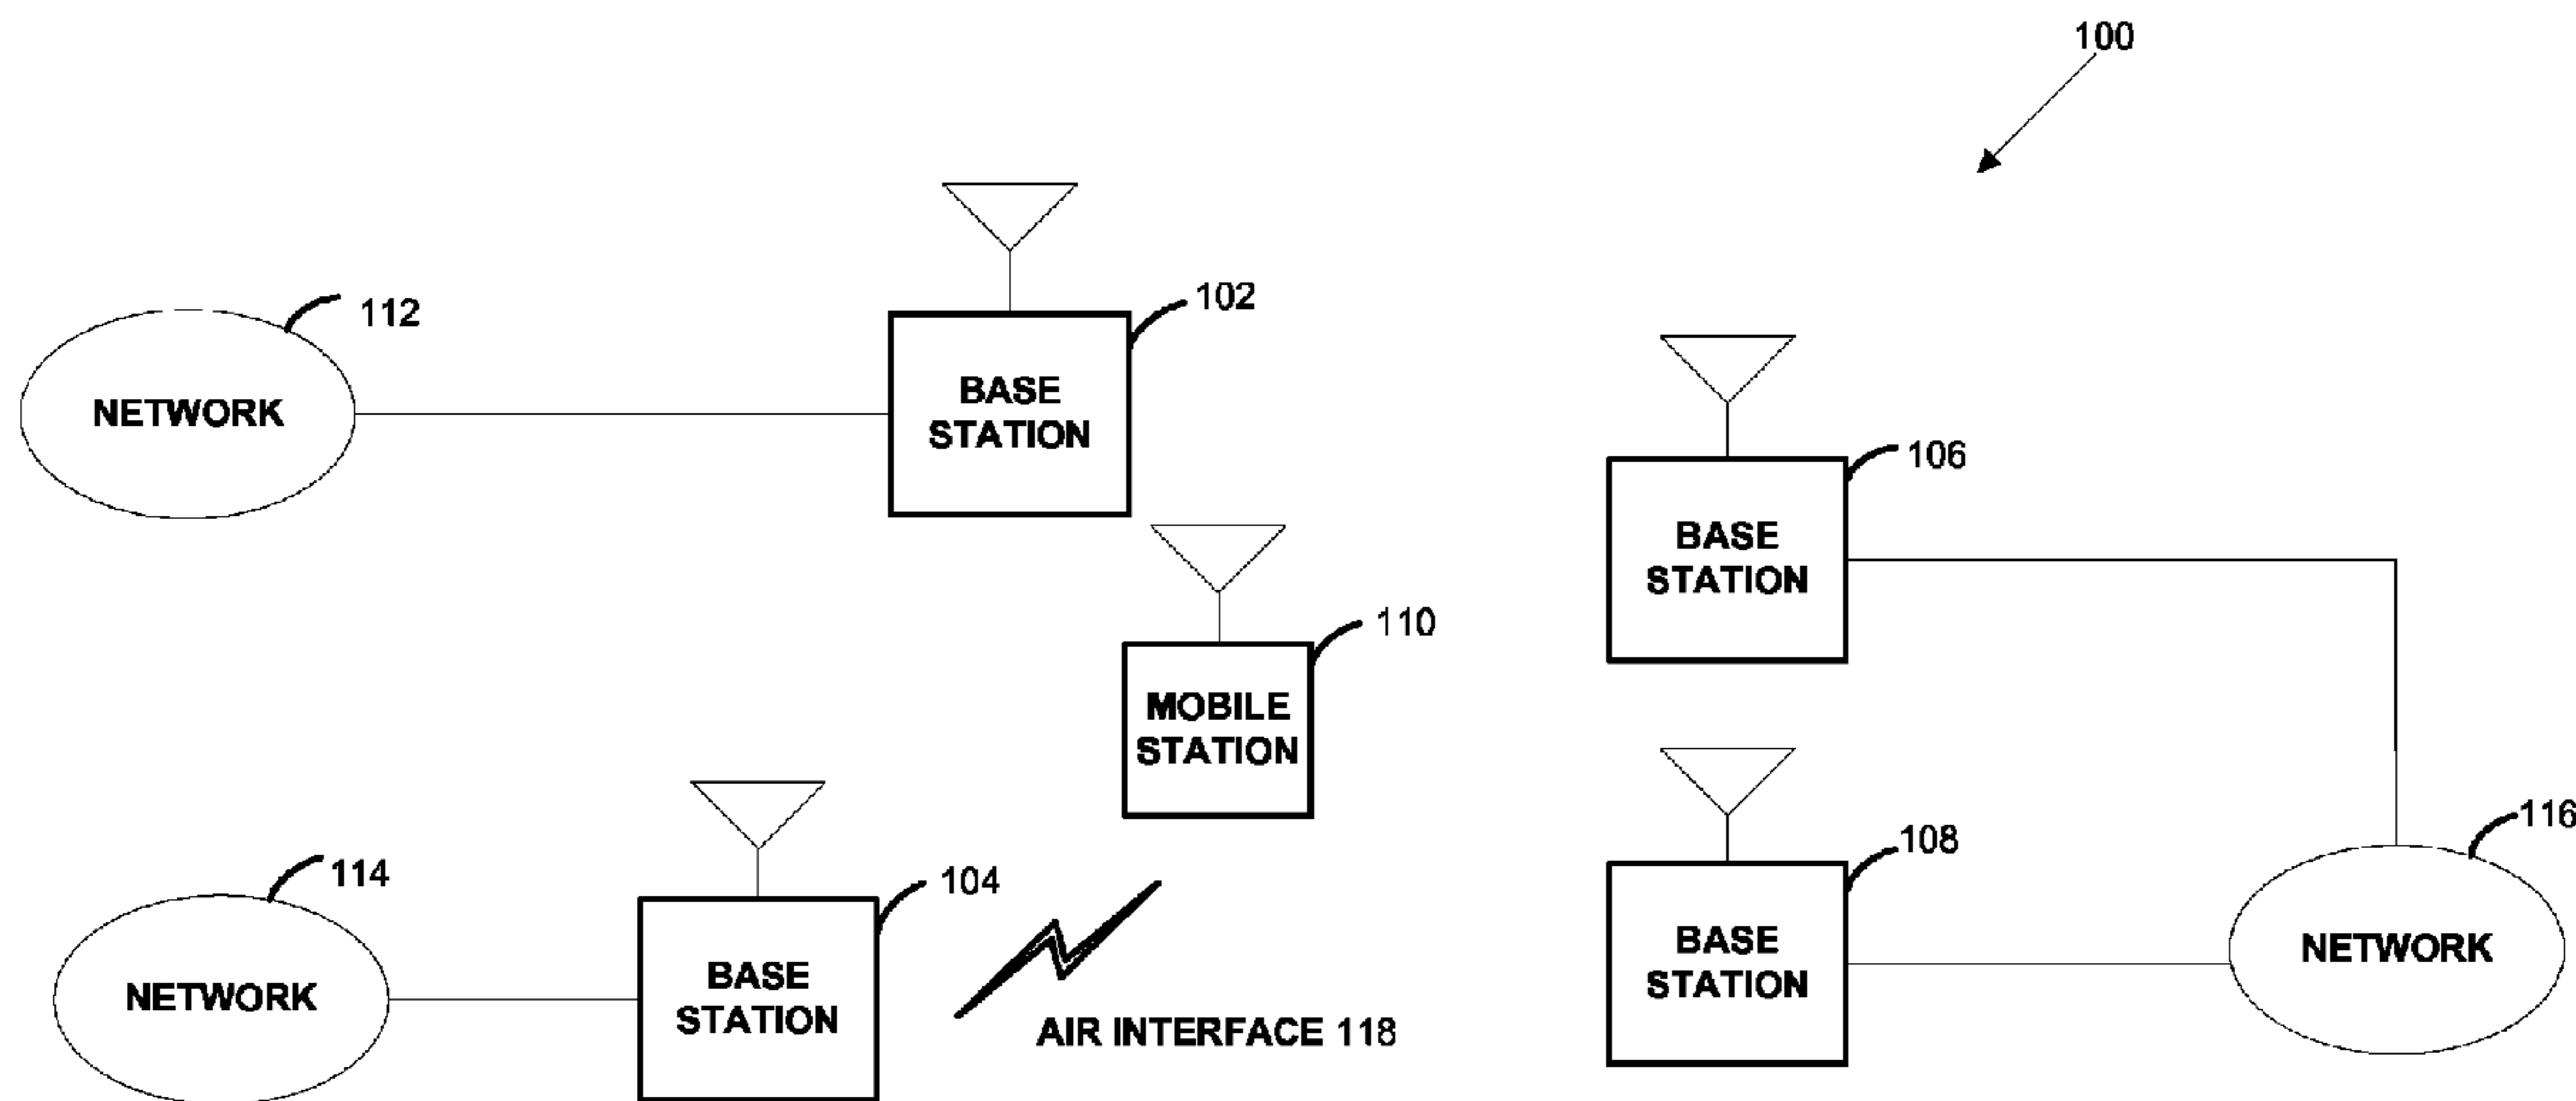 100
112
102
NETWORK
BASE
STATION
106
BASE
STATION
110
MOBILE
STATION
114
104
108
116
NETWORK
BASE
STATION
AIR INTERFACE 118
BASE
STATION
NETWORK